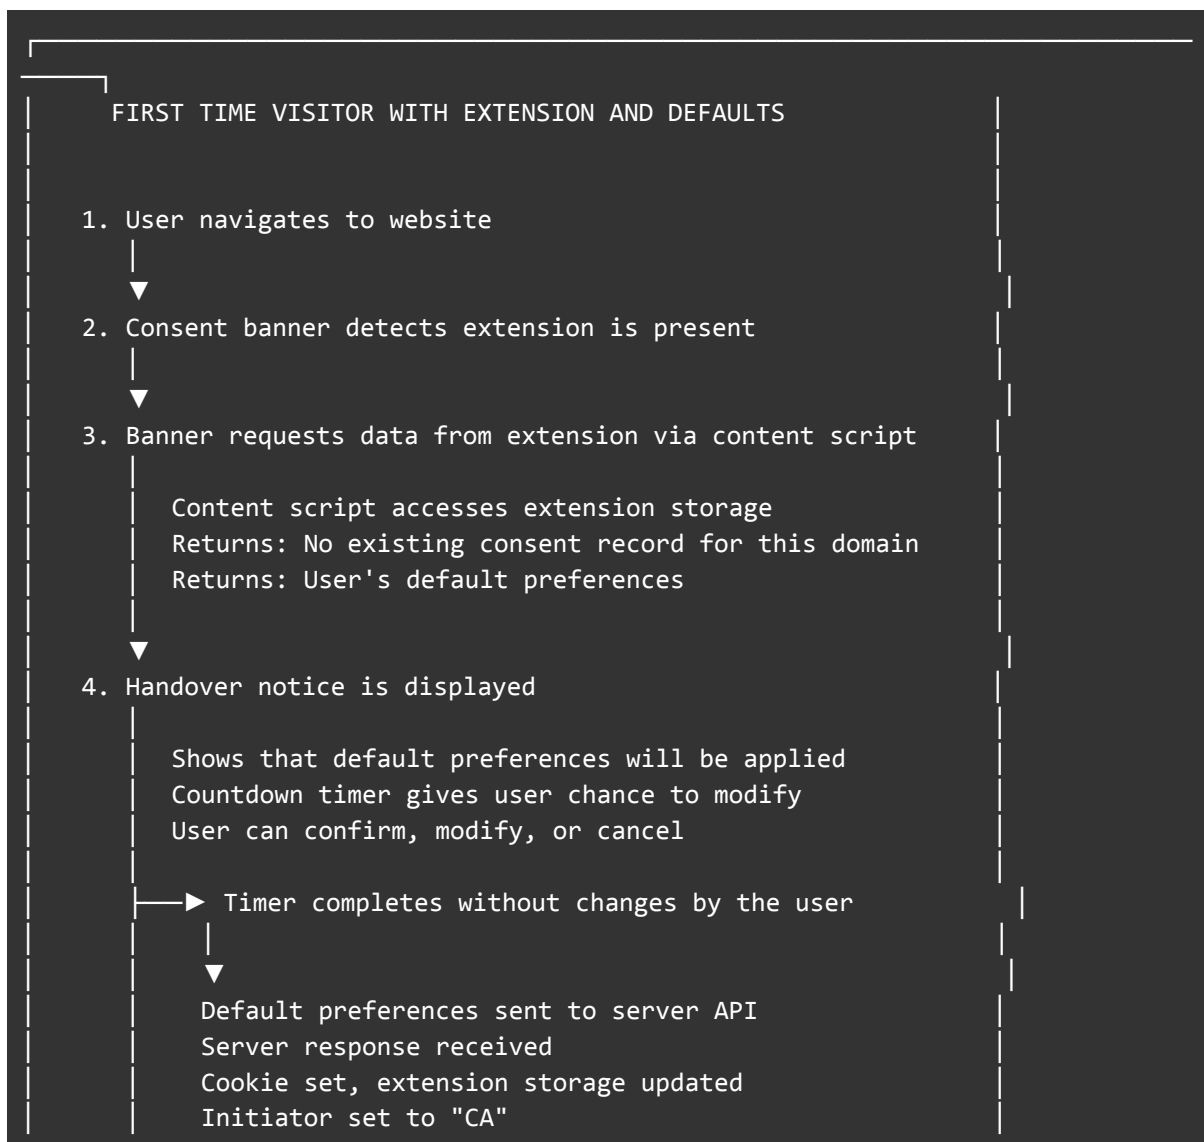 FIRST TIME VISITOR WITH EXTENSION AND DEFAULTS
1. User navigates to website
2. Consent banner detects extension is present
3. Banner requests data from extension via content script
Content script accesses extension storage
Returns: No existing consent record for this domain
Returns: User's default preferences
4. Handover notice is displayed
Shows that default preferences will be applied
Countdown timer gives user chance to modify
User can confirm, modify, or cancel
Timer completes without changes by the user
Default preferences sent to server API
Server response received
Cookie set, extension storage updated
Initiator set to "CA"